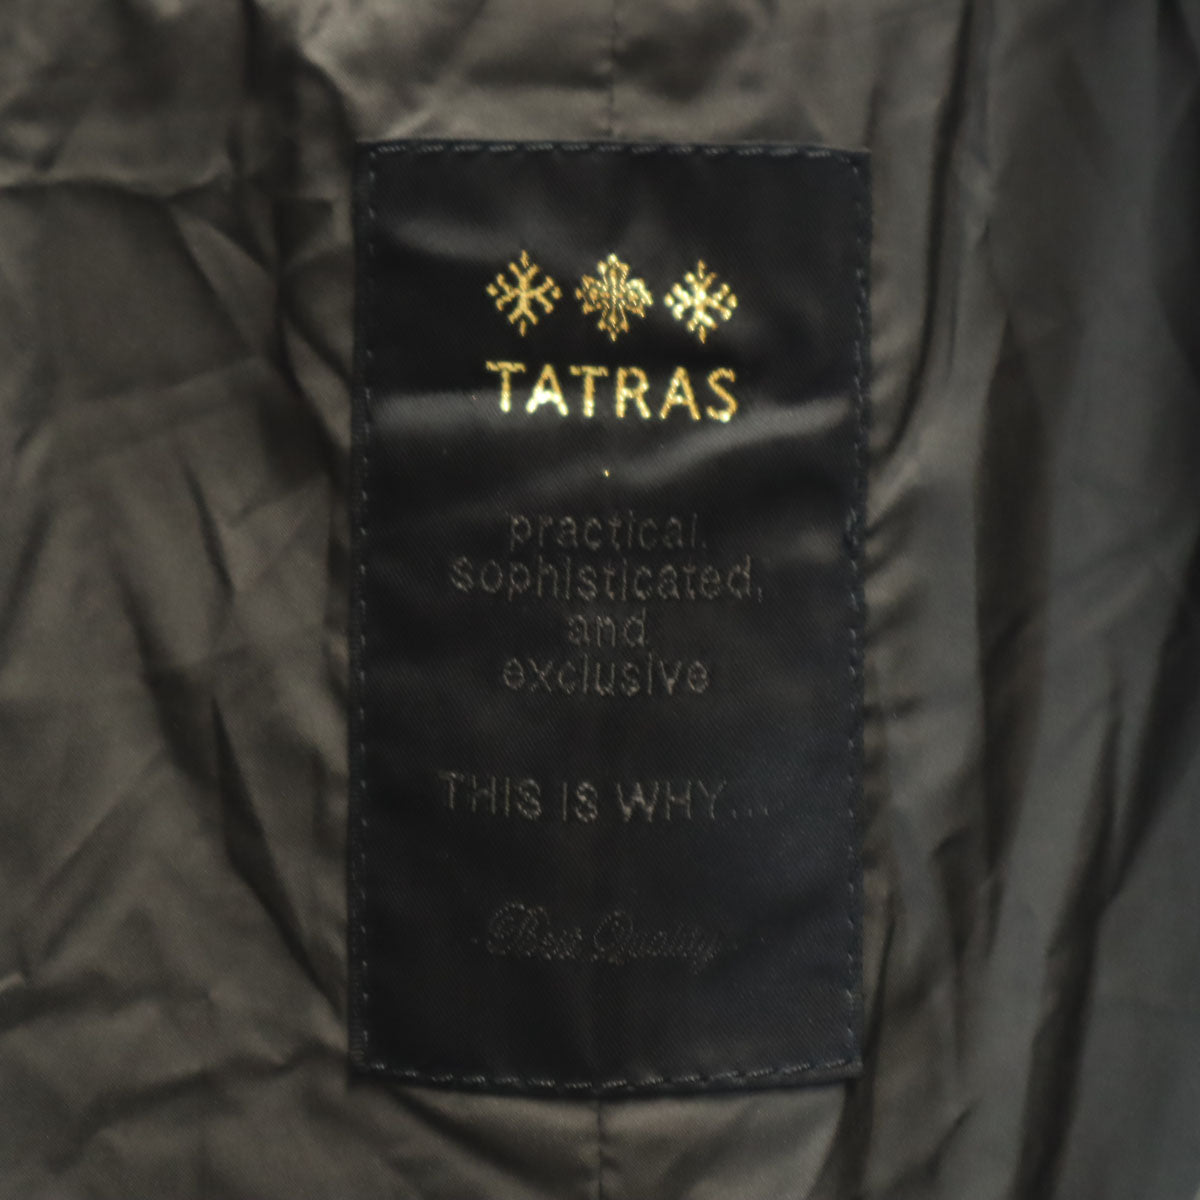 TATRAS
practical.
sophisticated,
and
exclusive
THIS IS WHY...
Best Quality